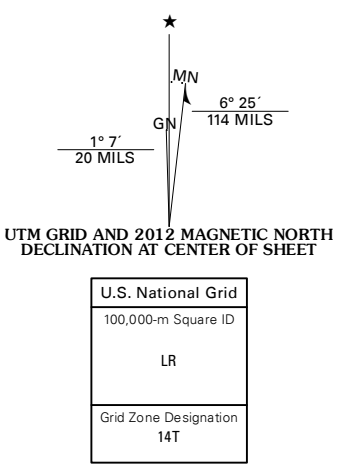 ★
MN
GN
6° 25´
114 MILS
1° 7´
20 MILS
UTM GRID AND 2012 MAGNETIC NORTH
DECLINATION AT CENTER OF SHEET
U.S. National Grid
100,000-m Square ID
LR
Grid Zone Designation
14T